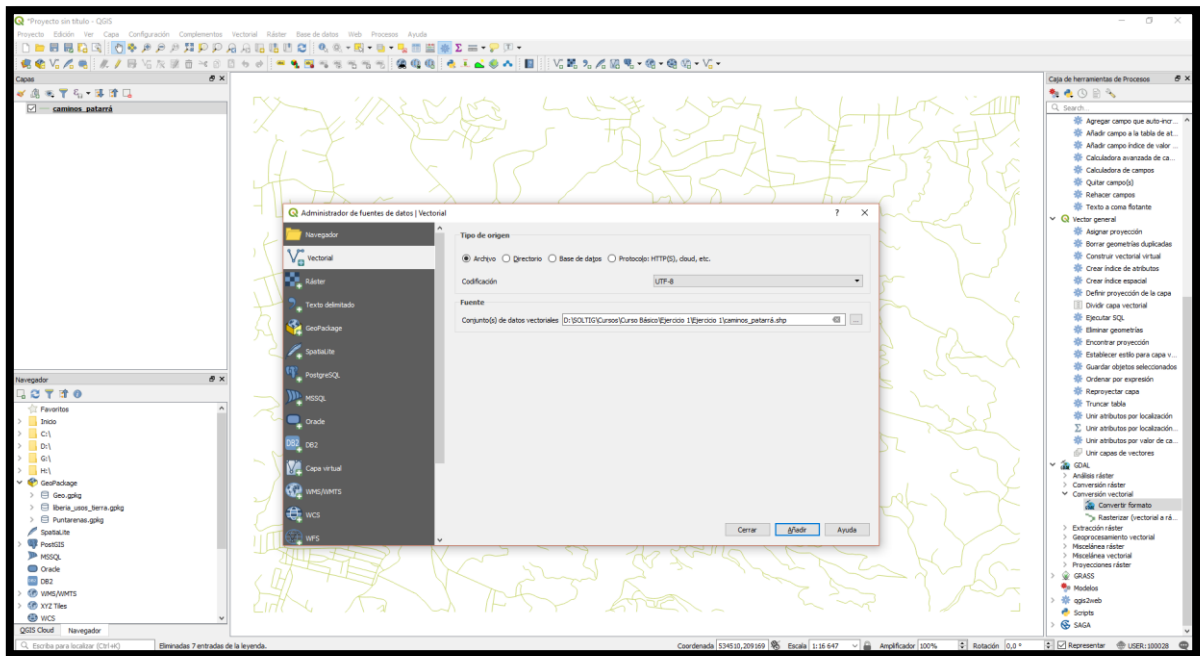 *Proyecto sin título - QGIS
Proyecto Edición Ver Capa Configuración Complementos Vectorial Ráster Base de datos Web Procesos Ayuda
Capas
caminos_patarrá
Navegador
Favoritos
Inicio
C:\
D:\
G:\
H:\
GeoPackage
Geo.gpkg
liberia_usos_tierra.gpkg
Puntarenas.gpkg
SpatiaLite
PostGIS
MSSQL
Oracle
DB2
WMS/WMTS
XYZ Tiles
WCS
QGIS Cloud Navegador
Administrador de fuentes de datos | Vectorial
Navegador
Vectorial
Ráster
Texto delimitado
GeoPackage
SpatiaLite
PostgreSQL
MSSQL
Oracle
DB2 DB2
Capa virtual
WMS/WMTS
WCS
WFS
Tipo de origen
Archivo Directorio Base de datos Protocolo: HTTP(S), cloud, etc.
Codificación UTF-8
Fuente
Conjunto(s) de datos vectoriales D:\SOLTIG\Cursos\Curso Básico\Ejercicio 1\Ejercicio 1\caminos_patarrá.shp ...
Cerrar Añadir Ayuda
Caja de herramientas de Procesos
Search...
Agregar campo que auto-incr...
Añadir campo a la tabla de at...
Añadir campo índice de valor ...
Calculadora avanzada de ca...
Calculadora de campos
Quitar campo(s)
Rehacer campos
Texto a coma flotante
Vector general
Asignar proyección
Borrar geometrías duplicadas
Construir vectorial virtual
Crear índice de atributos
Crear índice espacial
Definir proyección de la capa
Dividir capa vectorial
Ejecutar SQL
Eliminar geometrías
Encontrar proyección
Establecer estilo para capa v...
Guardar objetos seleccionados
Ordenar por expresión
Reproyectar capa
Truncar tabla
Unir atributos por localización
Unir atributos por localización...
Unir atributos por valor de ca...
Unir capas de vectores
GDAL
Análisis ráster
Conversión ráster
Conversión vectorial
Convertir formato
Rasterizar (vectorial a rá...
Extracción ráster
Geoprocesamiento vectorial
Miscelánea ráster
Miscelánea vectorial
Proyecciones ráster
GRASS
Modelos
qgis2web
Scripts
SAGA
Escriba para localizar (Ctrl+K) Eliminadas 7 entradas de la leyenda. Coordenada 534510,209169 Escala 1:16 647 Amplificador 100% Rotación 0,0 ° Representar USER:100028